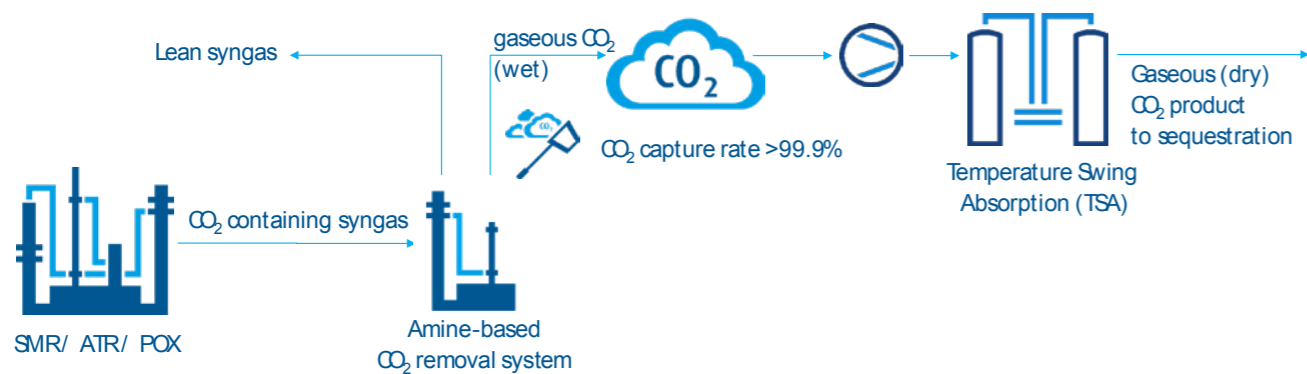 Lean syngas
gaseous CO₂
(wet)
CO₂
CO₂
CO₂ capture rate >99.9%
Gaseous (dry)
CO₂ product
to sequestration
Temperature Swing
Absorption (TSA)
CO₂ containing syngas
SMR/ ATR/ POX
Amine-based
CO₂ removal system